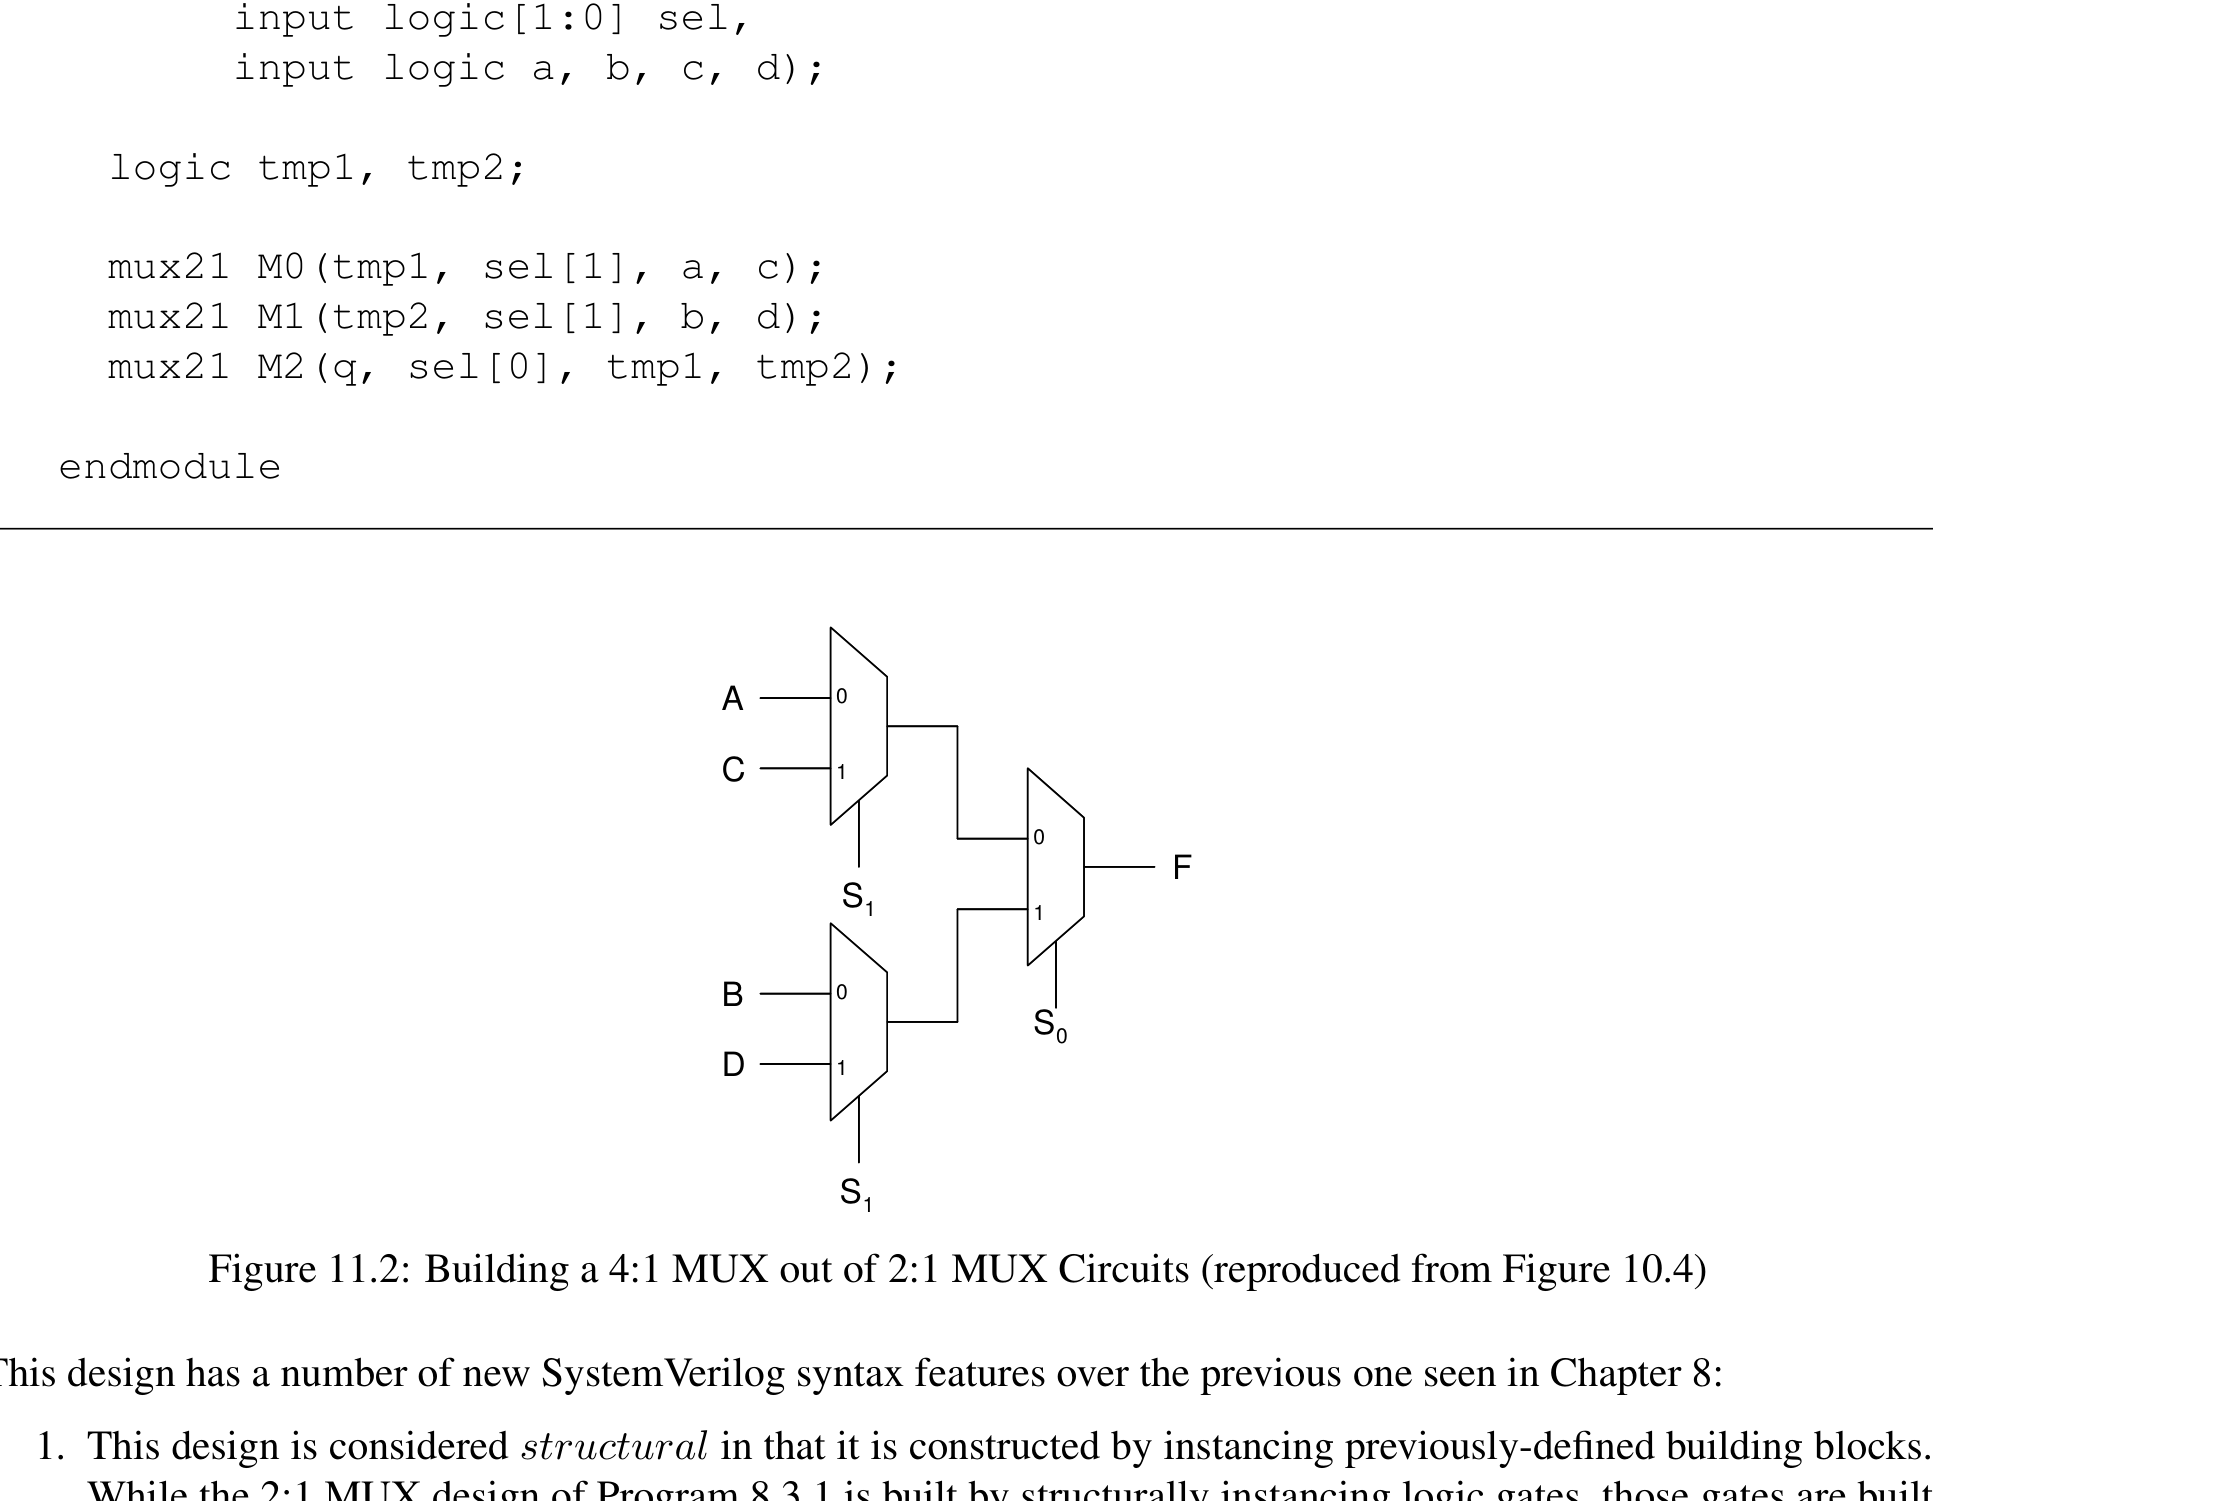 input logic[1:0] sel,
input logic a, b, c, d);
logic tmp1, tmp2;
mux21 M0(tmp1, sel[1], a, c);
mux21 M1(tmp2, sel[1], b, d);
mux21 M2(q, sel[0], tmp1, tmp2);
endmodule
A
0
C
1
S1
0
F
1
B
0
S0
D
1
S1
Figure 11.2: Building a 4:1 MUX out of 2:1 MUX Circuits (reproduced from Figure 10.4)
This design has a number of new SystemVerilog syntax features over the previous one seen in Chapter 8:
1. This design is considered structural in that it is constructed by instancing previously-defined building blocks.
While the 2:1 MUX design of Program 8.3.1 is built by structurally instancing logic gates, those gates are built